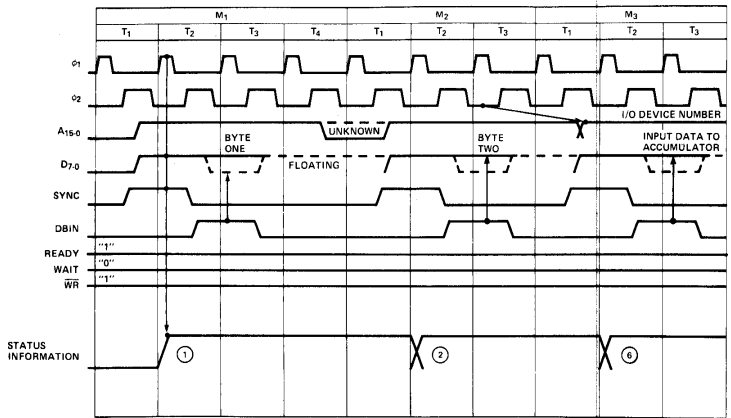 M1 M2 M3
T1 T2 T3 T4 T1 T2 T3 T1 T2 T3
φ1
φ2
I/O DEVICE NUMBER
A15-0
UNKNOWN
BYTE ONE
BYTE TWO
INPUT DATA TO ACCUMULATOR
D7-0
FLOATING
SYNC
DBIN
READY "1"
WAIT "0"
WR "1"
STATUS INFORMATION
1 2 6